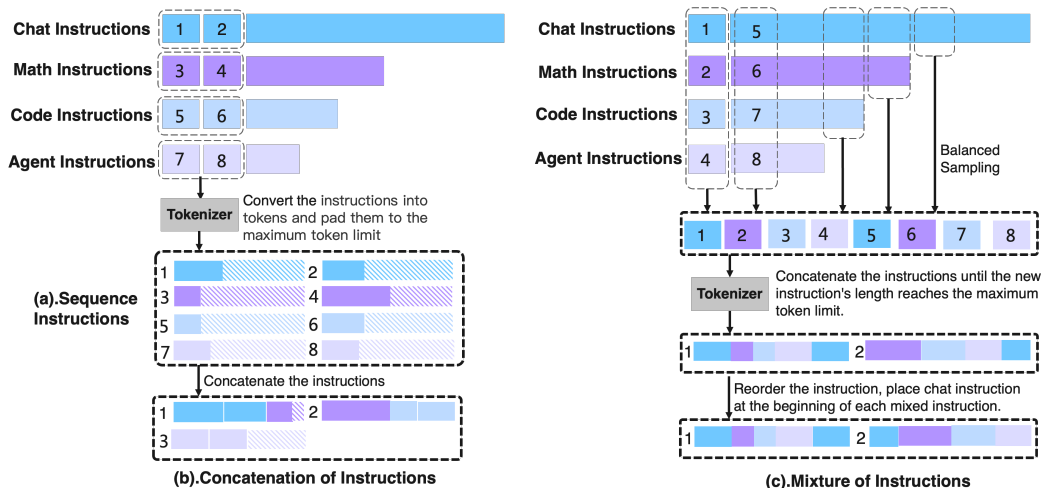 Chat Instructions 1 2
Math Instructions 3 4
Code Instructions 5 6
Agent Instructions 7 8
Tokenizer
Convert the instructions into
tokens and pad them to the
maximum token limit
(a).Sequence
Instructions
1 2
3 4
5 6
7 8
Concatenate the instructions
1 2
3
(b).Concatenation of Instructions
Chat Instructions 1 5
Math Instructions 2 6
Code Instructions 3 7
Agent Instructions 4 8
Balanced
Sampling
1 2 3 4 5 6 7 8
Tokenizer
Concatenate the instructions until the new
instruction's length reaches the maximum
token limit.
1 2
Reorder the instruction, place chat instruction
at the beginning of each mixed instruction.
1 2
(c).Mixture of Instructions